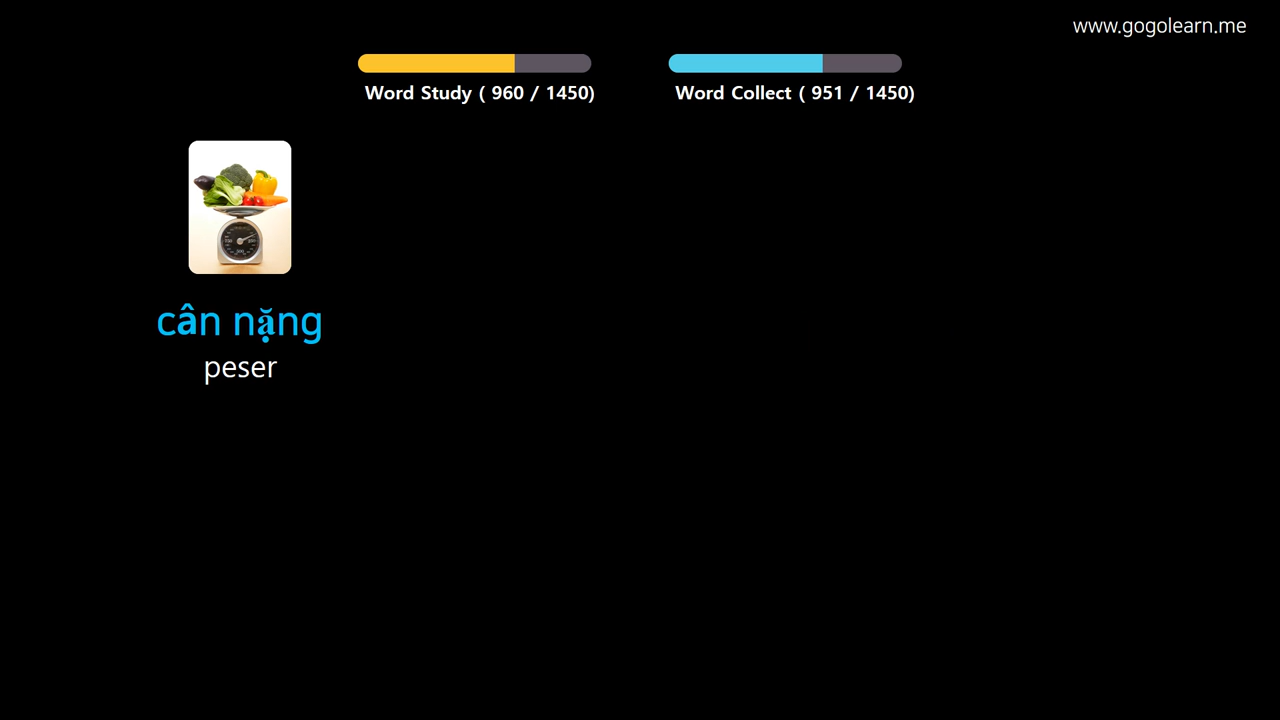 www.gogolearn.me
Word Study ( 960 / 1450)
Word Collect ( 951 / 1450)
cân nặng
peser